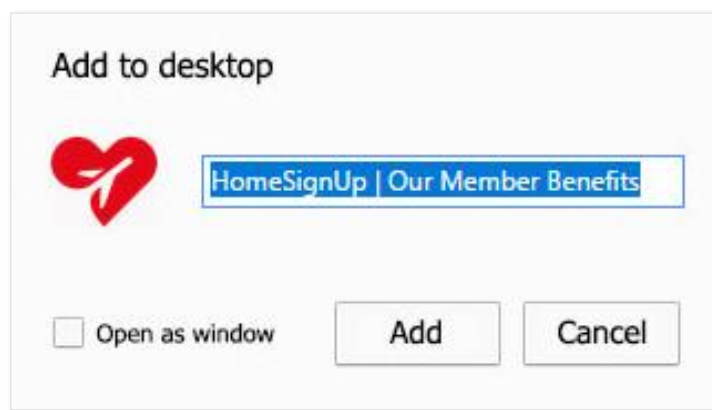 Add to desktop
HomeSignUp | Our Member Benefits
Open as window
Add
Cancel